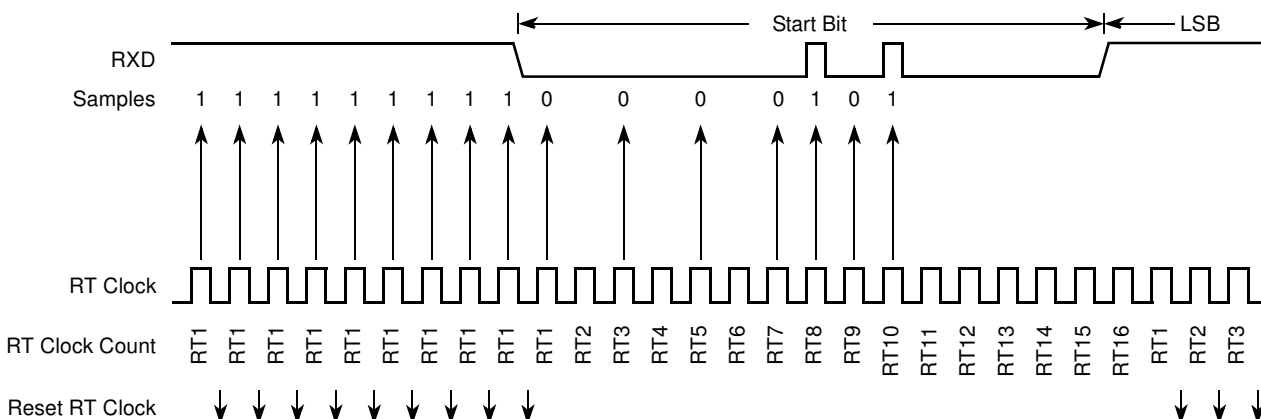 Start Bit LSB
RXD
Samples 1 1 1 1 1 1 1 1 1 0 0 0 0 1 0 1
RT Clock
RT Clock Count RT1 RT1 RT1 RT1 RT1 RT1 RT1 RT1 RT1 RT1 RT2 RT3 RT4 RT5 RT6 RT7 RT8 RT9 RT10 RT11 RT12 RT13 RT14 RT15 RT16 RT1 RT2 RT3
Reset RT Clock